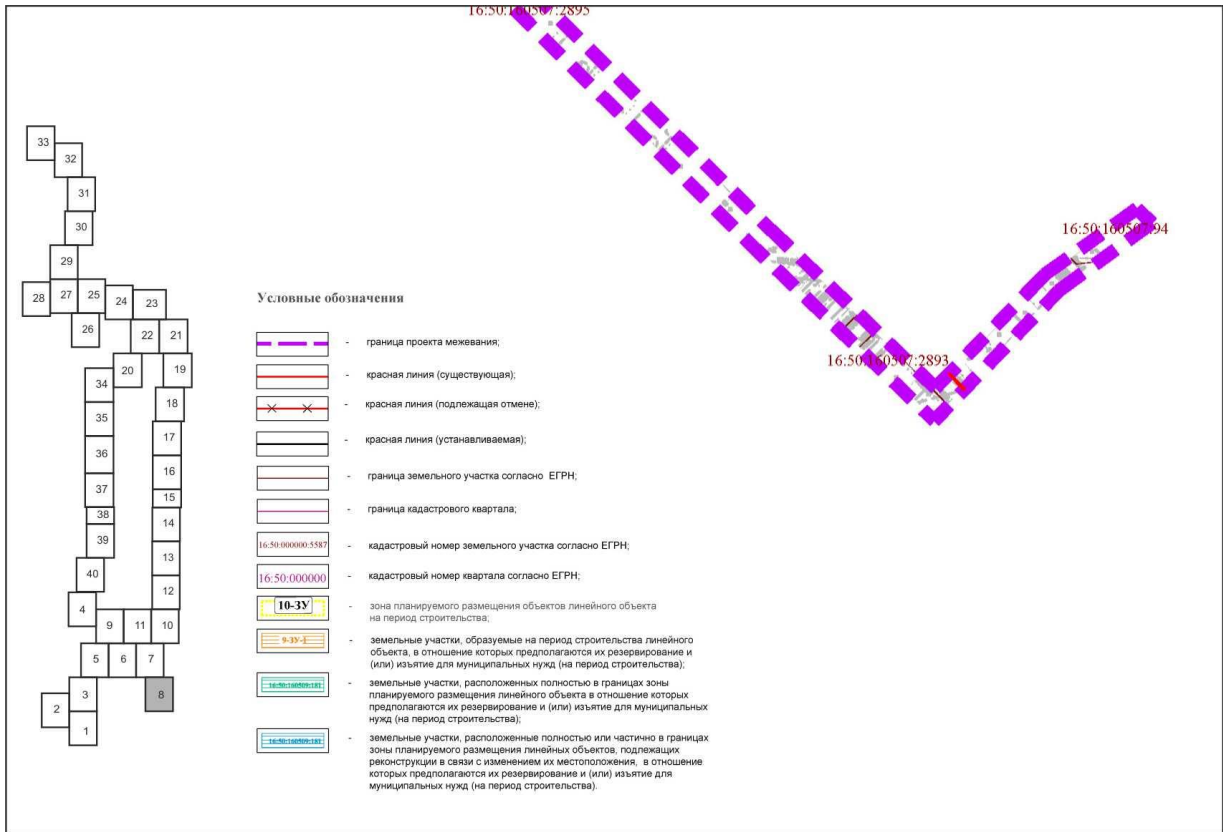 16:50:160507:2895
16:50:160507:94
16:50:160507:2893
33
32
31
30
29
28
27
25
24
23
26
22
21
20
19
34
18
35
17
36
16
37
15
38
14
39
13
40
12
4
9
11
10
5
6
7
3
8
2
1
Условные обозначения
- граница проекта межевания;
- красная линия (существующая);
- красная линия (подлежащая отмене);
- красная линия (устанавливаемая);
- граница земельного участка согласно ЕГРН;
- граница кадастрового квартала;
16:50:000000:5587 - кадастровый номер земельного участка согласно ЕГРН;
16:50:000000 - кадастровый номер квартала согласно ЕГРН;
10-ЗУ - зона планируемого размещения объектов линейного объекта
на период строительства;
9-ЗУ-1 - земельные участки, образуемые на период строительства линейного
объекта, в отношение которых предполагаются их резервирование и
(или) изъятие для муниципальных нужд (на период строительства);
16:50:160509:181 - земельные участки, расположенных полностью в границах зоны
планируемого размещения линейного объекта в отношение которых
предполагаются их резервирование и (или) изъятие для муниципальных
нужд (на период строительства);
16:50:160509:181 - земельные участки, расположенные полностью или частично в границах
зоны планируемого размещения линейных объектов, подлежащих
реконструкции в связи с изменением их местоположения, в отношение
которых предполагаются их резервирование и (или) изъятие для
муниципальных нужд (на период строительства).